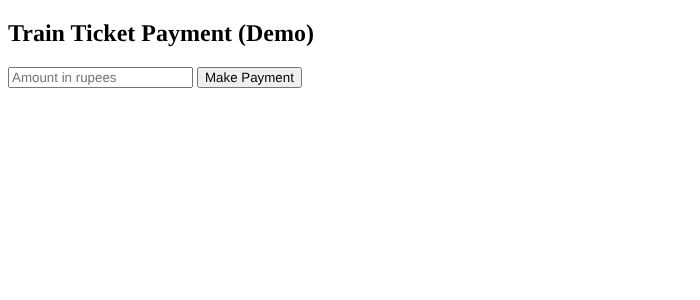 Train Ticket Payment (Demo)
Amount in rupees Make Payment